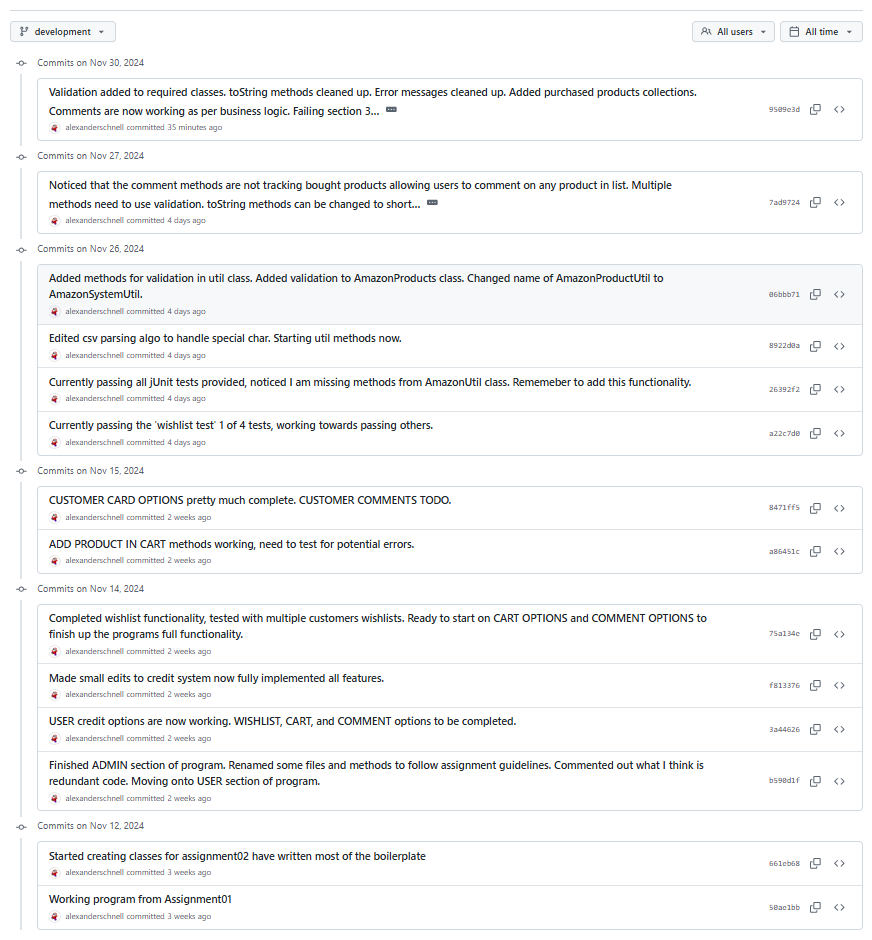 development
All users
All time
Commits on Nov 30, 2024
Validation added to required classes. toString methods cleaned up. Error messages cleaned up. Added purchased products collections.
Comments are now working as per business logic. Failing section 3...
9509e3d
alexanderschnell committed 35 minutes ago
Commits on Nov 27, 2024
Noticed that the comment methods are not tracking bought products allowing users to comment on any product in list. Multiple
methods need to use validation. toString methods can be changed to short...
7ad9724
alexanderschnell committed 4 days ago
Commits on Nov 26, 2024
Added methods for validation in util class. Added validation to AmazonProducts class. Changed name of AmazonProductUtil to
AmazonSystemUtil.
06bbb71
alexanderschnell committed 4 days ago
Edited csv parsing algo to handle special char. Starting util methods now.
8922d0a
alexanderschnell committed 4 days ago
Currently passing all jUnit tests provided, noticed I am missing methods from AmazonUtil class. Rememeber to add this functionality.
26392f2
alexanderschnell committed 4 days ago
Currently passing the 'wishlist test' 1 of 4 tests, working towards passing others.
a22c7d0
alexanderschnell committed 4 days ago
Commits on Nov 15, 2024
CUSTOMER CARD OPTIONS pretty much complete. CUSTOMER COMMENTS TODO.
8471ff5
alexanderschnell committed 2 weeks ago
ADD PRODUCT IN CART methods working, need to test for potential errors.
a86451c
alexanderschnell committed 2 weeks ago
Commits on Nov 14, 2024
Completed wishlist functionality, tested with multiple customers wishlists. Ready to start on CART OPTIONS and COMMENT OPTIONS to
finish up the programs full functionality.
75a134e
alexanderschnell committed 2 weeks ago
Made small edits to credit system now fully implemented all features.
f813376
alexanderschnell committed 2 weeks ago
USER credit options are now working. WISHLIST, CART, and COMMENT options to be completed.
3a44626
alexanderschnell committed 2 weeks ago
Finished ADMIN section of program. Renamed some files and methods to follow assignment guidelines. Commented out what I think is
redundant code. Moving onto USER section of program.
b590d1f
alexanderschnell committed 2 weeks ago
Commits on Nov 12, 2024
Started creating classes for assignment02 have written most of the boilerplate
661eb68
alexanderschnell committed 3 weeks ago
Working program from Assignment01
50ae1bb
alexanderschnell committed 3 weeks ago